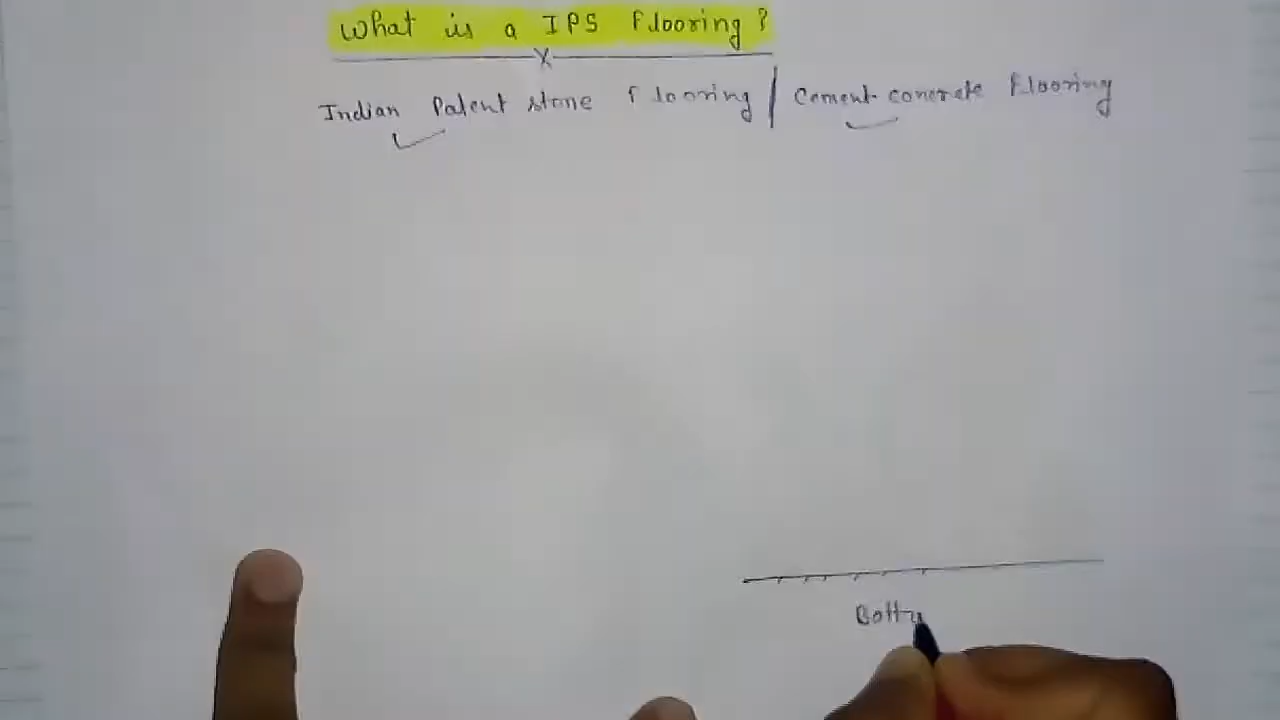 What is a IPS Flooring?
Indian Patent stone Flooring / Cement concrete Flooring